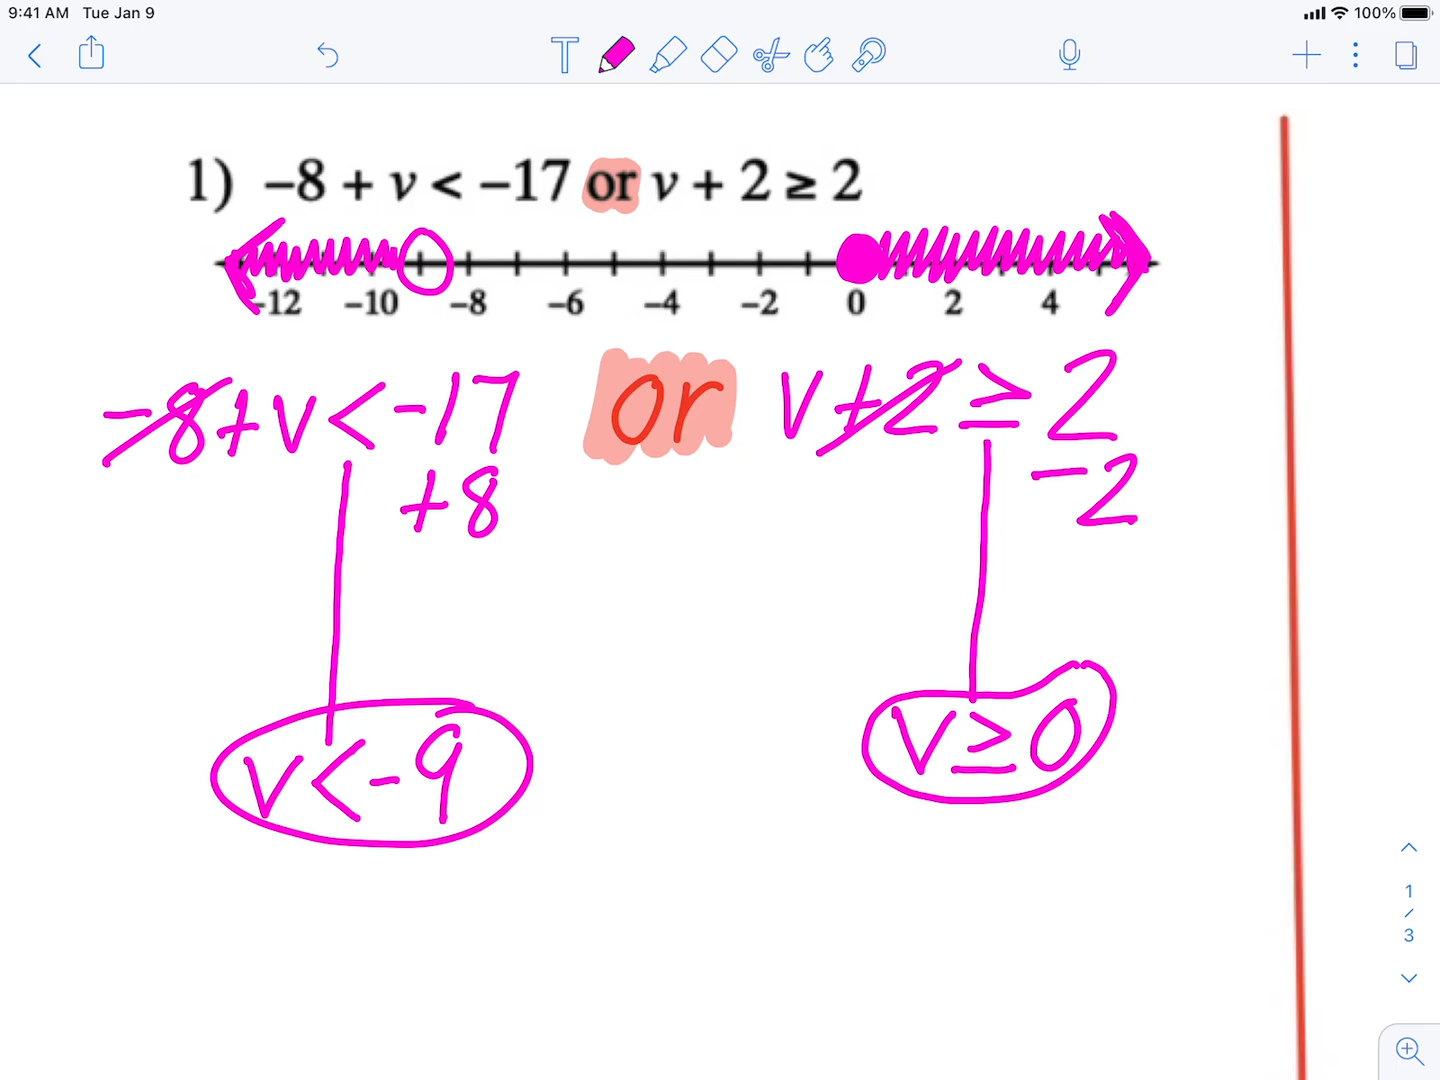 9:41 AM Tue Jan 9 100%
T
1) −8 + v < −17 or v + 2 ≥ 2
−12 −10 −8 −6 −4 −2 0 2 4
-8+v<-17 or v+2≥2
+8 -2
v<-9 v≥0
1
/
3